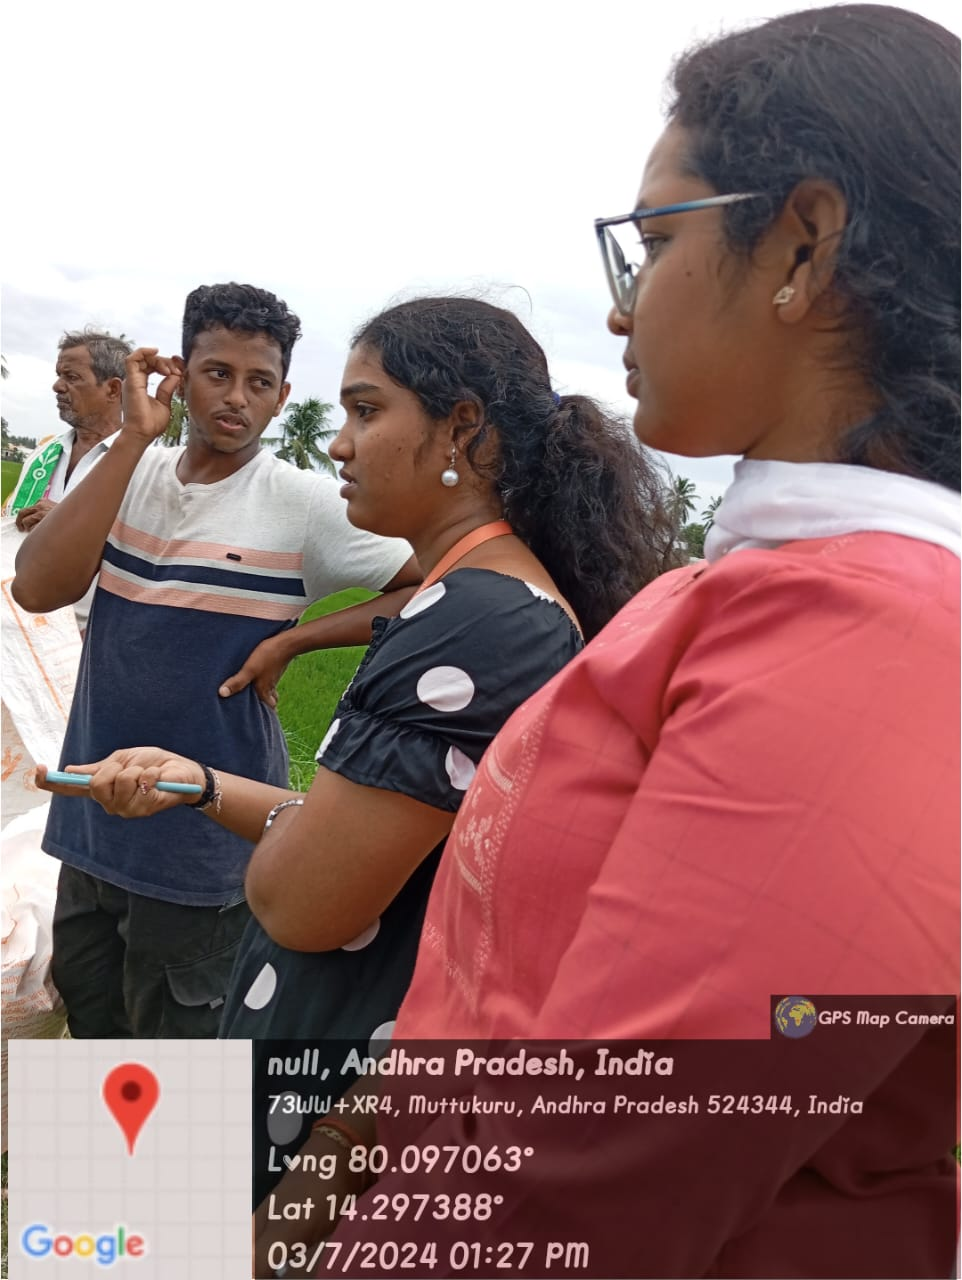 GPS Map Camera
null, Andhra Pradesh, India
73WW+XR4, Muttukuru, Andhra Pradesh 524344, India
Long 80.097063°
Lat 14.297388°
03/7/2024 01:27 PM
Google